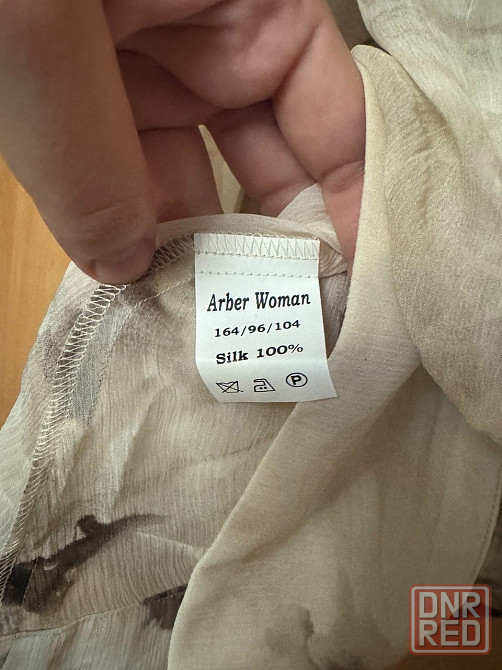 Arber Woman
164/96/104
Silk 100%
P
DNR
RED